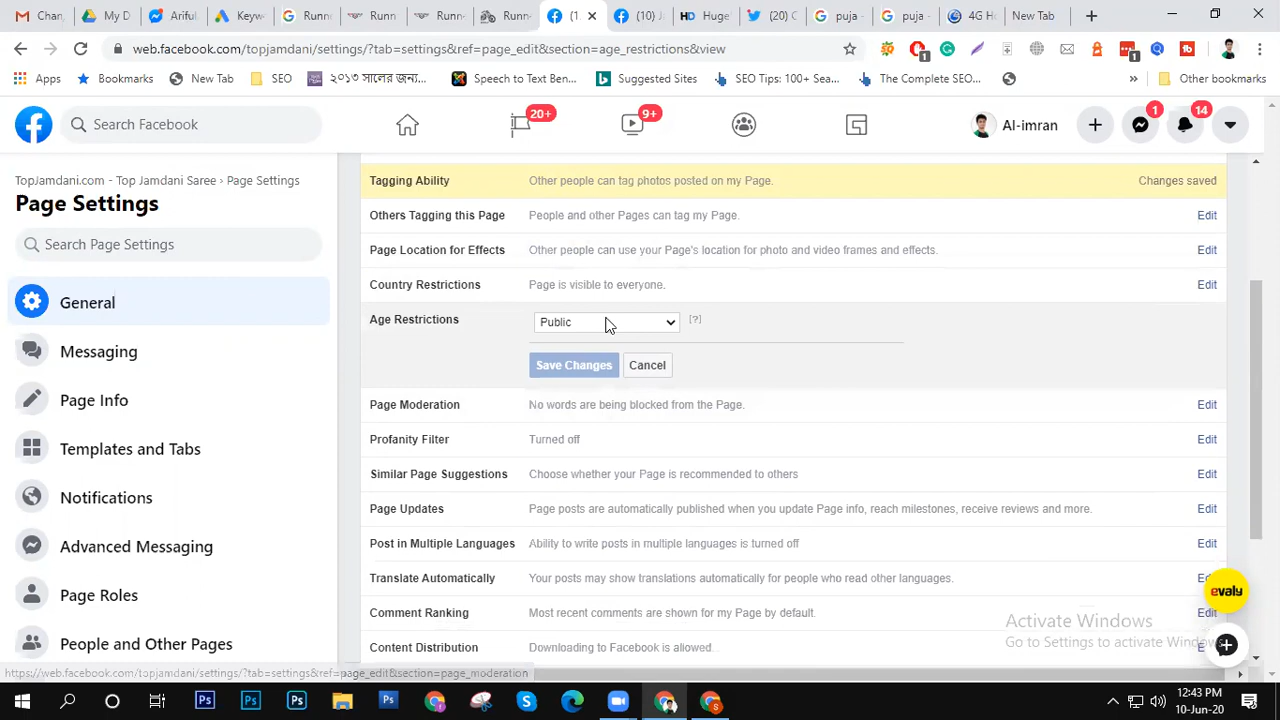 Chan
My D
Ariful
Keyw
Runne
Runn
Runn
Runn
(1
(10) J
HD Huge
(20) C
puja -
puja -
4G H
New Tab
web.facebook.com/topjamdani/settings/?tab=settings&ref=page_edit&section=age_restrictions&view
Apps
Bookmarks
New Tab
SEO
২০১৩ সালের জন্য...
Speech to Text Ben...
Suggested Sites
SEO Tips: 100+ Sea...
The Complete SEO...
Other bookmarks
Search Facebook
20+
9+
Al-imran
1
14
TopJamdani.com - Top Jamdani Saree › Page Settings
Page Settings
Search Page Settings
General
Messaging
Page Info
Templates and Tabs
Notifications
Advanced Messaging
Page Roles
People and Other Pages
Tagging Ability Other people can tag photos posted on my Page. Changes saved
Others Tagging this Page People and other Pages can tag my Page. Edit
Page Location for Effects Other people can use your Page's location for photo and video frames and effects. Edit
Country Restrictions Page is visible to everyone. Edit
Age Restrictions Public [?]
Save Changes Cancel
Page Moderation No words are being blocked from the Page. Edit
Profanity Filter Turned off Edit
Similar Page Suggestions Choose whether your Page is recommended to others Edit
Page Updates Page posts are automatically published when you update Page info, reach milestones, receive reviews and more. Edit
Post in Multiple Languages Ability to write posts in multiple languages is turned off Edit
Translate Automatically Your posts may show translations automatically for people who read other languages.
Comment Ranking Most recent comments are shown for my Page by default. Edit
Content Distribution Downloading to Facebook is allowed.
evaly
Activate Windows
Go to Settings to activate Windows.
https://web.facebook.com/topjamdani/settings/?tab=settings&ref=page_edit&section=page_moderation
12:43 PM
10-Jun-20